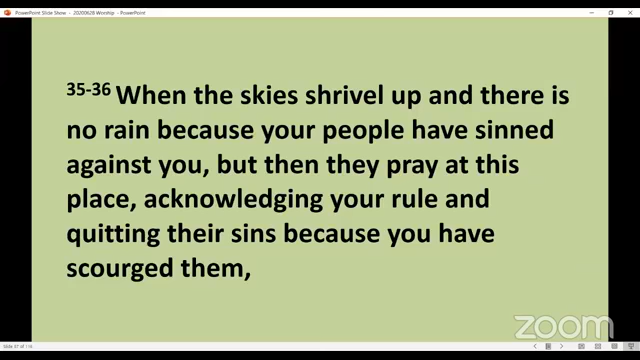 PowerPoint Slide Show - 20200628 Worship - PowerPoint
35-36 When the skies shrivel up and there is
no rain because your people have sinned
against you, but then they pray at this
place, acknowledging your rule and
quitting their sins because you have
scourged them,
zoom